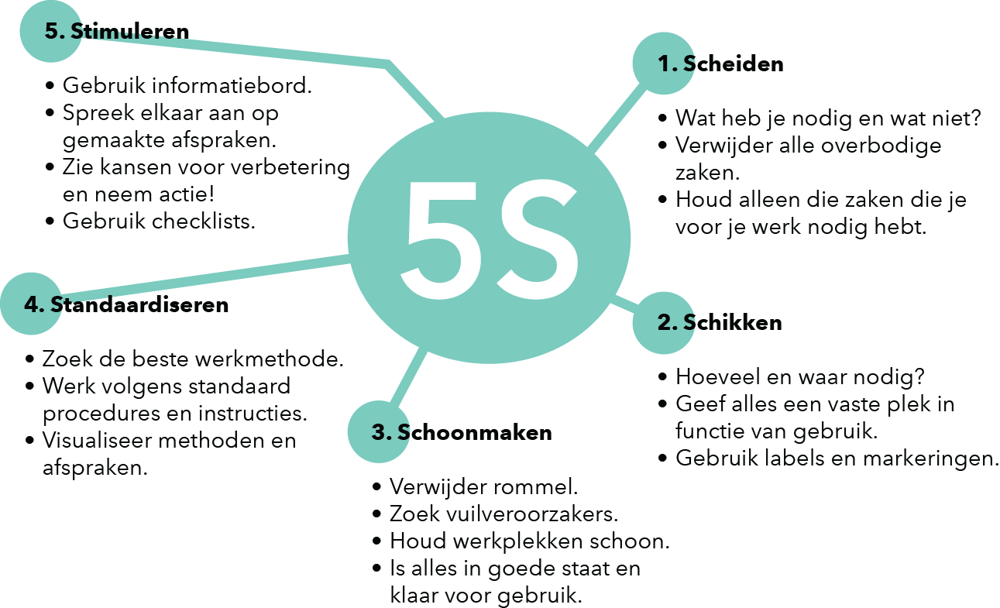 5S
1. Scheiden
• Wat heb je nodig en wat niet?
• Verwijder alle overbodige
zaken.
• Houd alleen die zaken die je
voor je werk nodig hebt.
2. Schikken
• Hoeveel en waar nodig?
• Geef alles een vaste plek in
functie van gebruik.
• Gebruik labels en markeringen.
3. Schoonmaken
• Verwijder rommel.
• Zoek vuilveroorzakers.
• Houd werkplekken schoon.
• Is alles in goede staat en
klaar voor gebruik.
4. Standaardiseren
• Zoek de beste werkmethode.
• Werk volgens standaard
procedures en instructies.
• Visualiseer methoden en
afspraken.
5. Stimuleren
• Gebruik informatiebord.
• Spreek elkaar aan op
gemaakte afspraken.
• Zie kansen voor verbetering
en neem actie!
• Gebruik checklists.